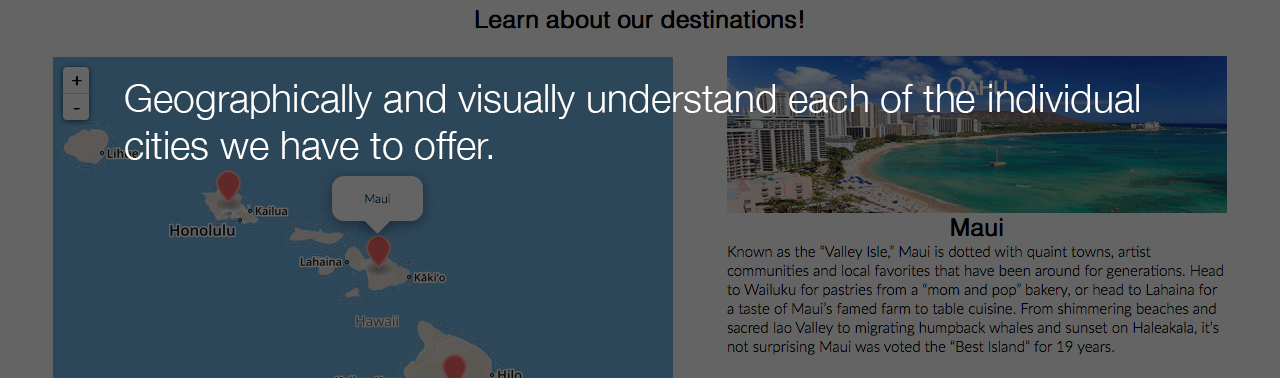 Learn about our destinations!
+
-
Geographically and visually understand each of the individual
cities we have to offer.
OAHU
Lihue
Maui
Kailua
Honolulu
Lahaina
Kāki'o
Hawaii
Hilo
Maui
Known as the “Valley Isle,” Maui is dotted with quaint towns, artist
communities and local favorites that have been around for generations. Head
to Wailuku for pastries from a “mom and pop” bakery, or head to Lahaina for
a taste of Maui’s famed farm to table cuisine. From shimmering beaches and
sacred Iao Valley to migrating humpback whales and sunset on Haleakala, it’s
not surprising Maui was voted the “Best Island” for 19 years.